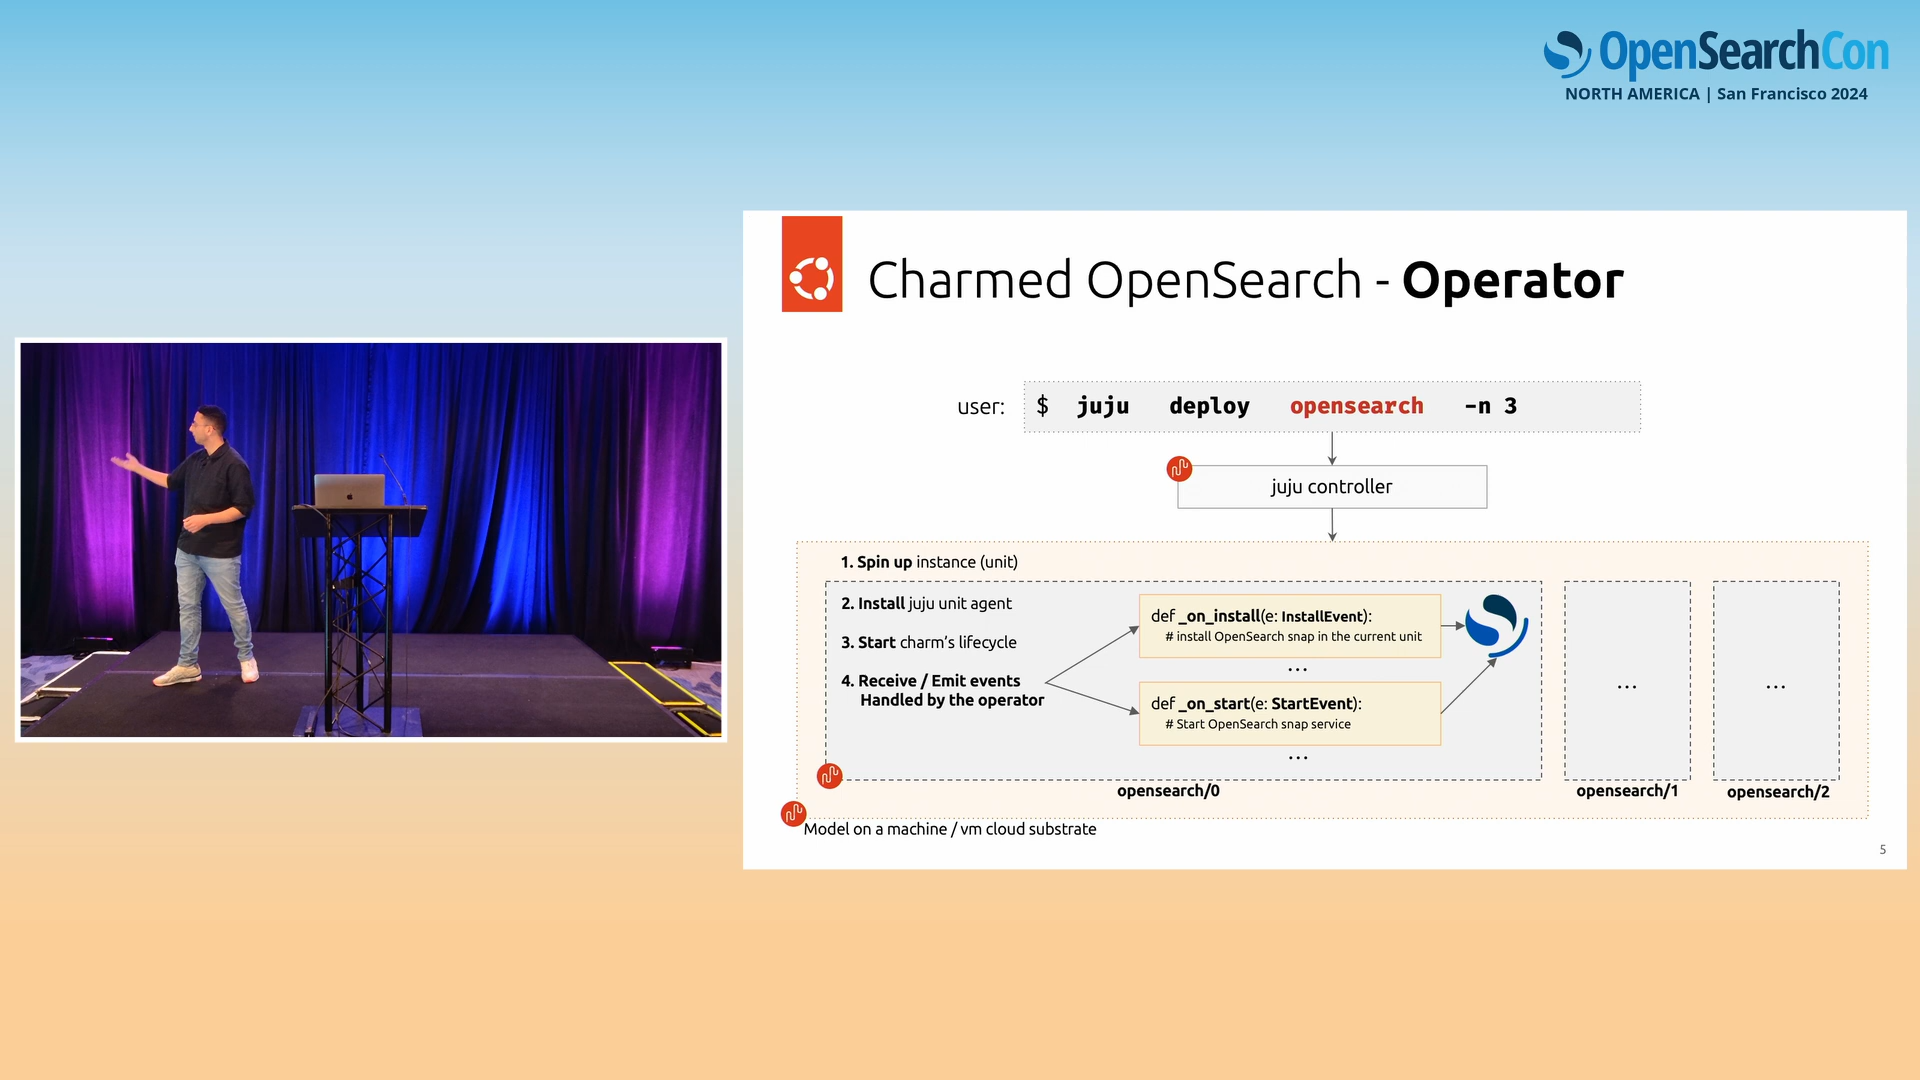 OpenSearchCon
NORTH AMERICA | San Francisco 2024
Charmed OpenSearch - Operator
user: $ juju deploy opensearch -n 3
juju controller
1. Spin up instance (unit)
2. Install juju unit agent
3. Start charm's lifecycle
4. Receive / Emit events
Handled by the operator
def _on_install(e: InstallEvent):
# install OpenSearch snap in the current unit
...
def _on_start(e: StartEvent):
# Start OpenSearch snap service
...
...
...
opensearch/0
opensearch/1
opensearch/2
Model on a machine / vm cloud substrate
5